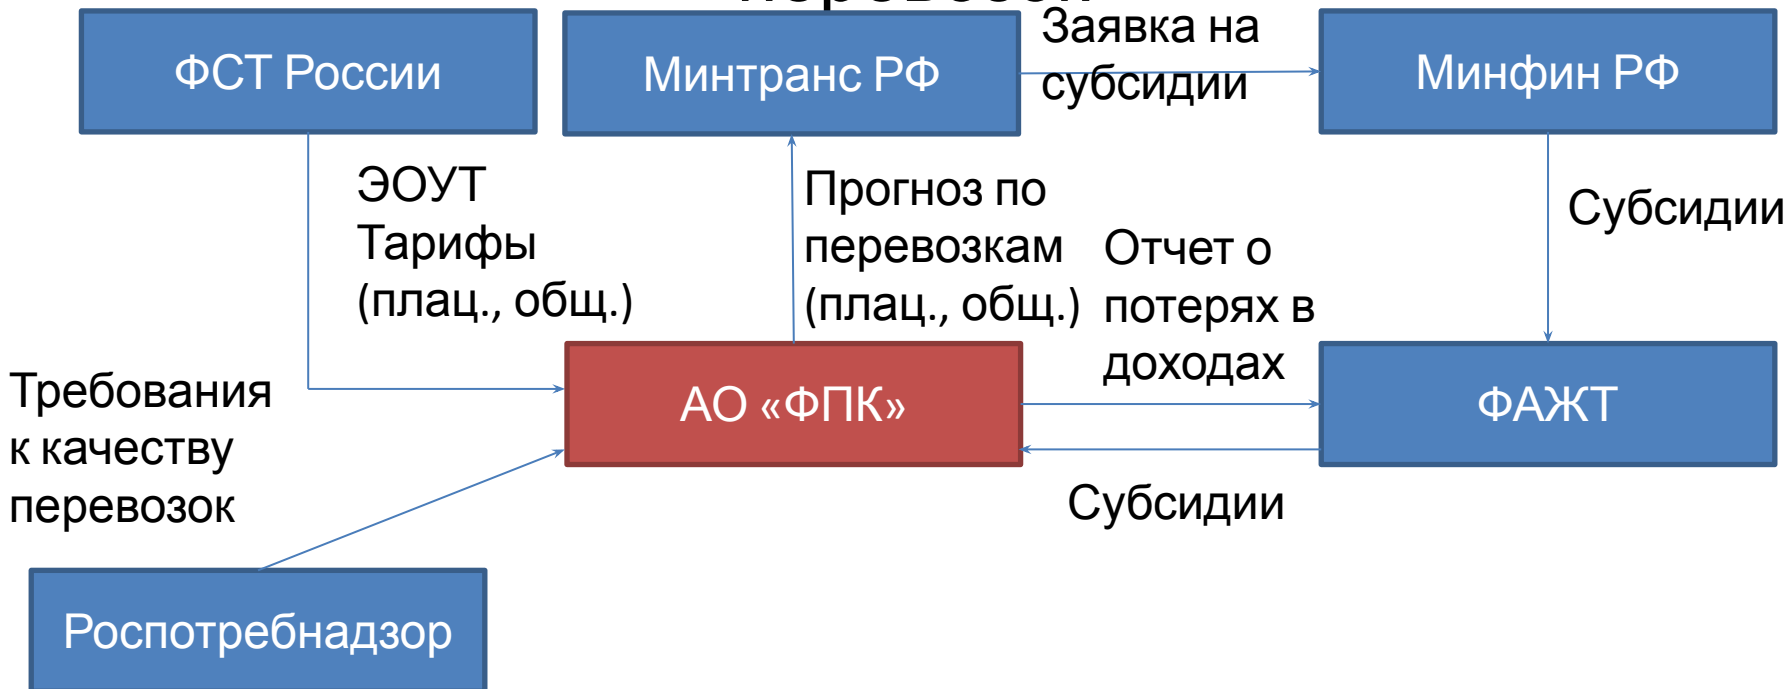 ФСТ России
Минтранс РФ
Заявка на
субсидии
Минфин РФ
ЭОУТ
Тарифы
(плац., общ.)
Прогноз по
перевозкам
(плац., общ.)
Отчет о
потерях в
доходах
Субсидии
Требования
к качеству
перевозок
АО «ФПК»
ФАЖТ
Субсидии
Роспотребнадзор